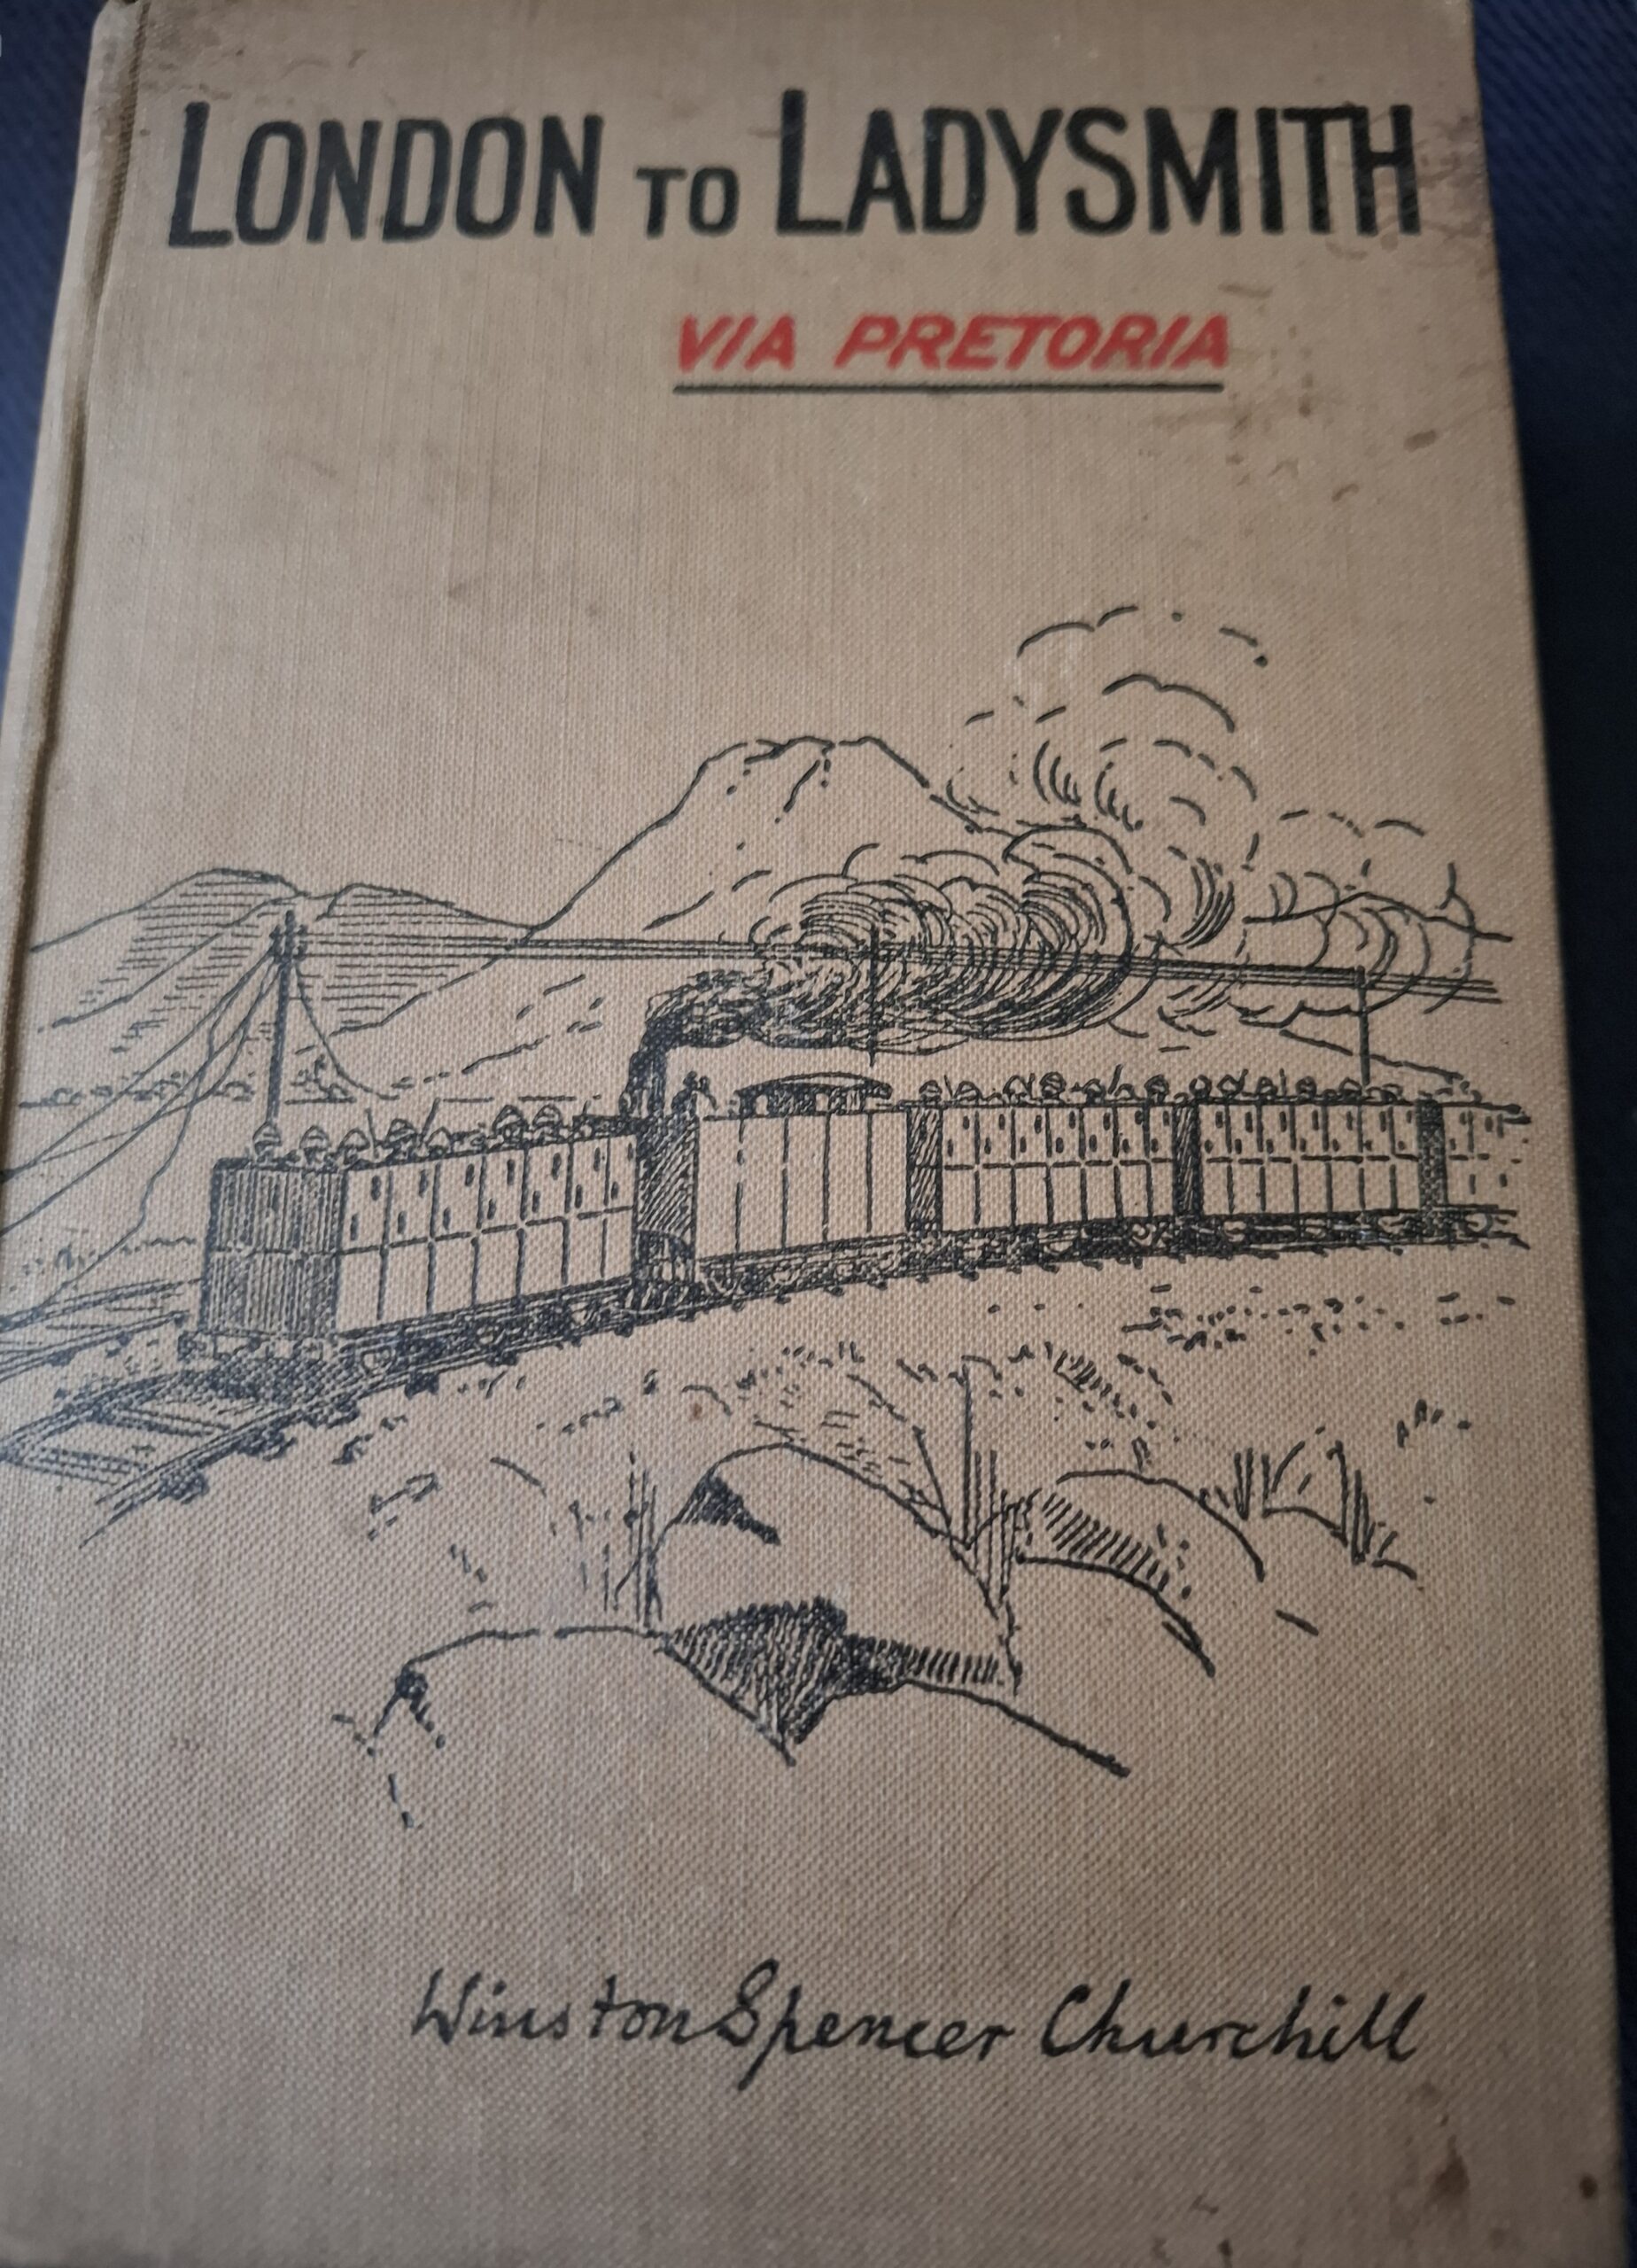 LONDON TO LADYSMITH
VIA PRETORIA
Winston Spencer Churchill